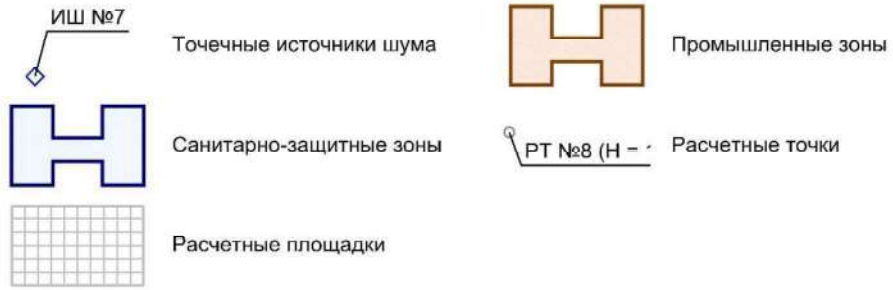 ИШ №7
Точечные источники шума
Промышленные зоны
Санитарно-защитные зоны
РТ №8 (Н =
Расчетные точки
Расчетные площадки